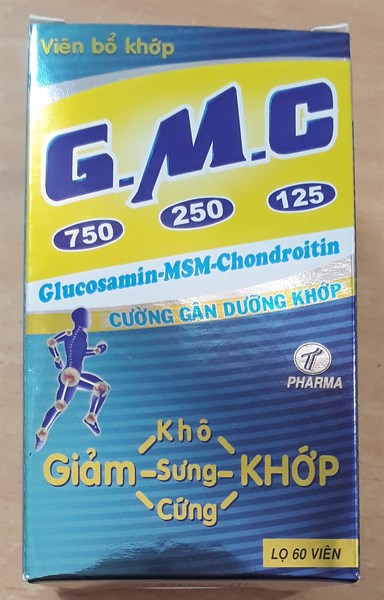 Viên bổ khớp
G.M.C
750 250 125
Glucosamin-MSM-Chondroitin
CƯỜNG GÂN DƯỠNG KHỚP
TT
PHARMA
Khô
Giảm Sưng KHỚP
Cứng
LỌ 60 VIÊN